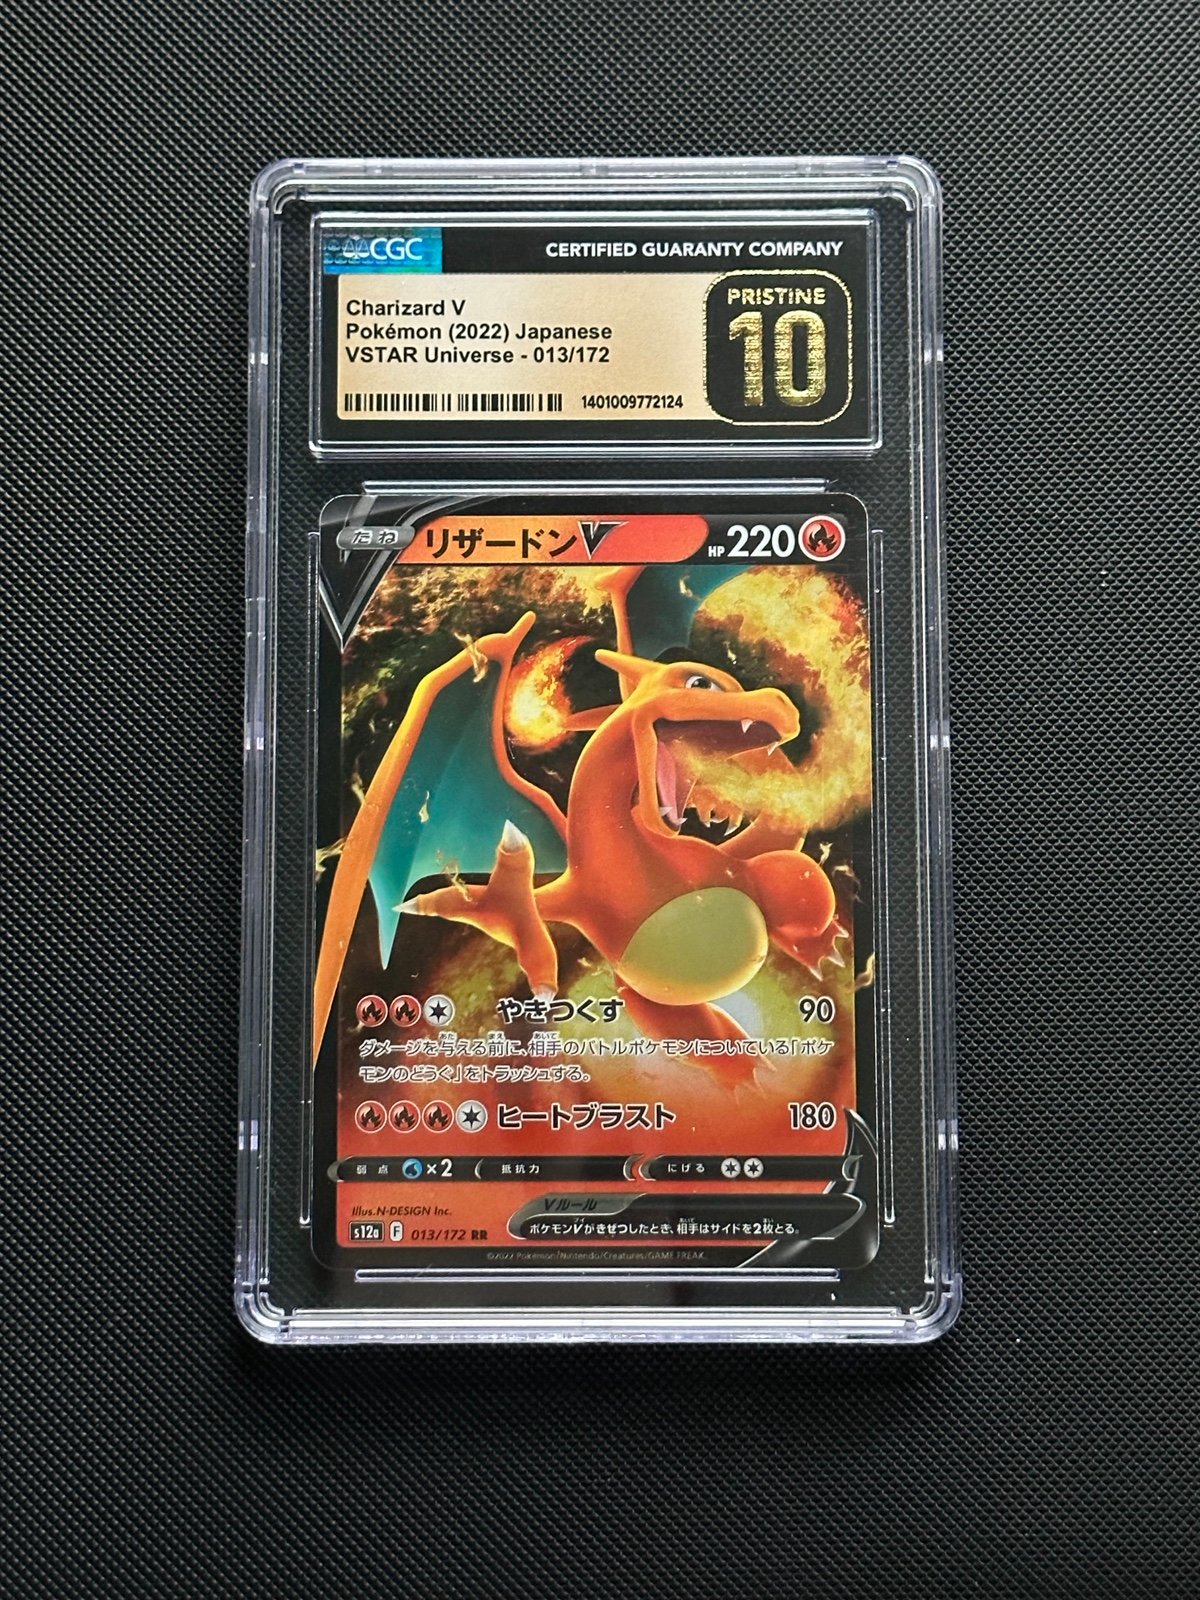 CGC
CERTIFIED GUARANTY COMPANY
Charizard V
Pokémon (2022) Japanese
VSTAR Universe - 013/172
1401009772124
PRISTINE
10
たね
リザードンV
HP 220
やきつくす 90
ダメージを与える前に、相手のバトルポケモンについている「ポケ
モンのどうぐ」をトラッシュする。
ヒートブラスト 180
弱点 ×2 抵抗力 にげる
Vルール
ポケモンVがきぜつしたとき、相手はサイドを2枚とる。
Illus.N-DESIGN Inc.
s12a F 013/172 RR
©2022 Pokémon/Nintendo/Creatures/GAME FREAK.